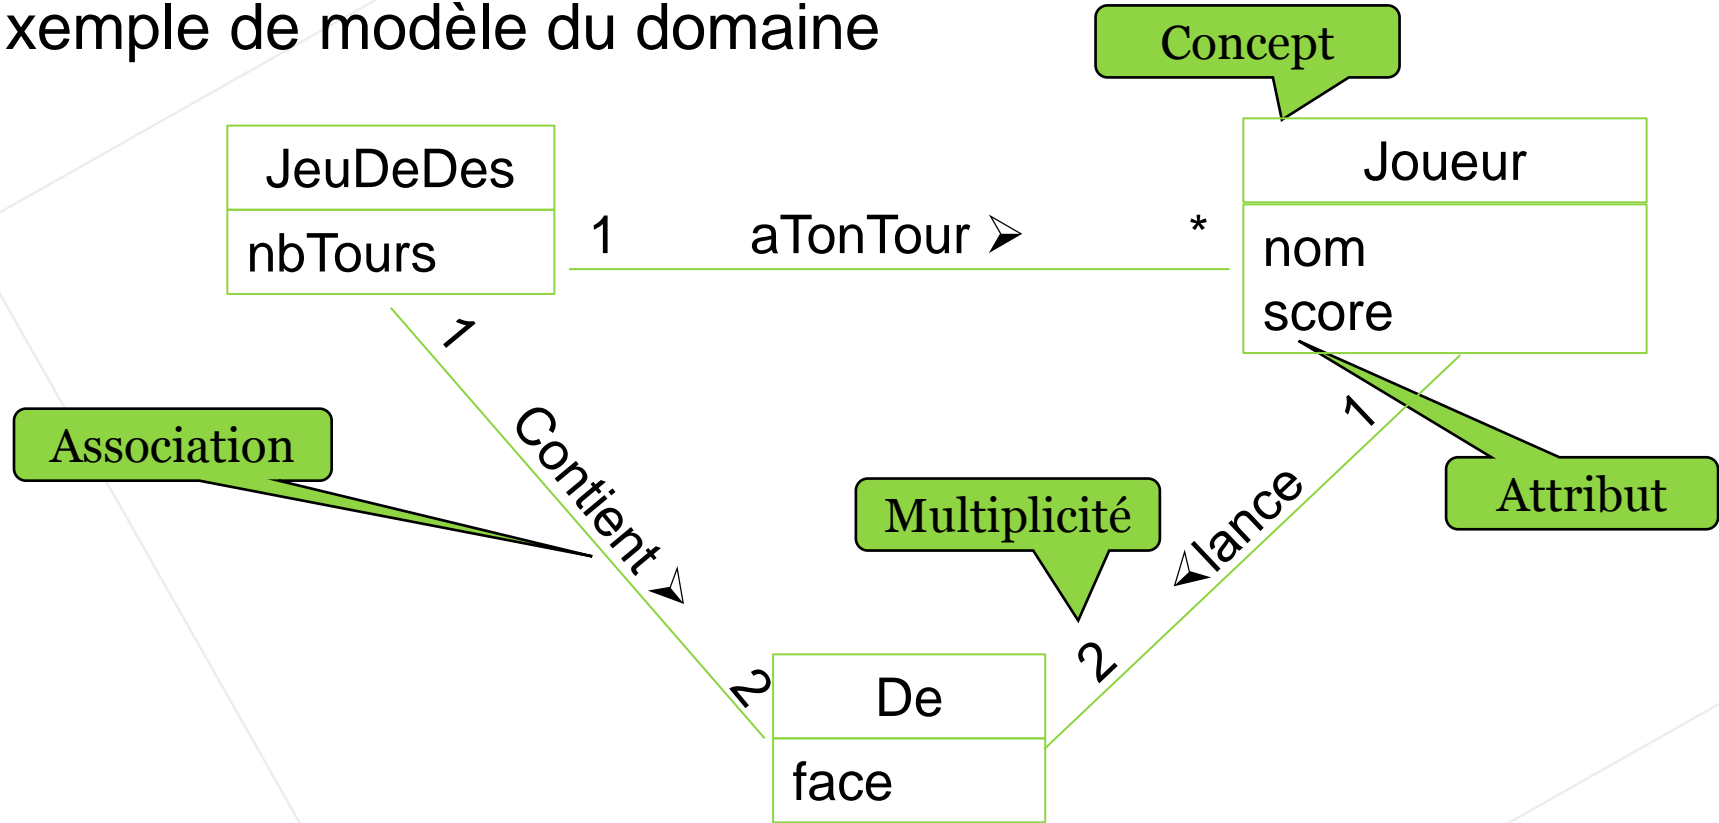 xemple de modèle du domaine
Concept
JeuDeDes
nbTours
1 aTonTour ➢ *
Joueur
nom
score
1
Contient ➢
2
Association
Multiplicité
1
➢lance
2
Attribut
De
face